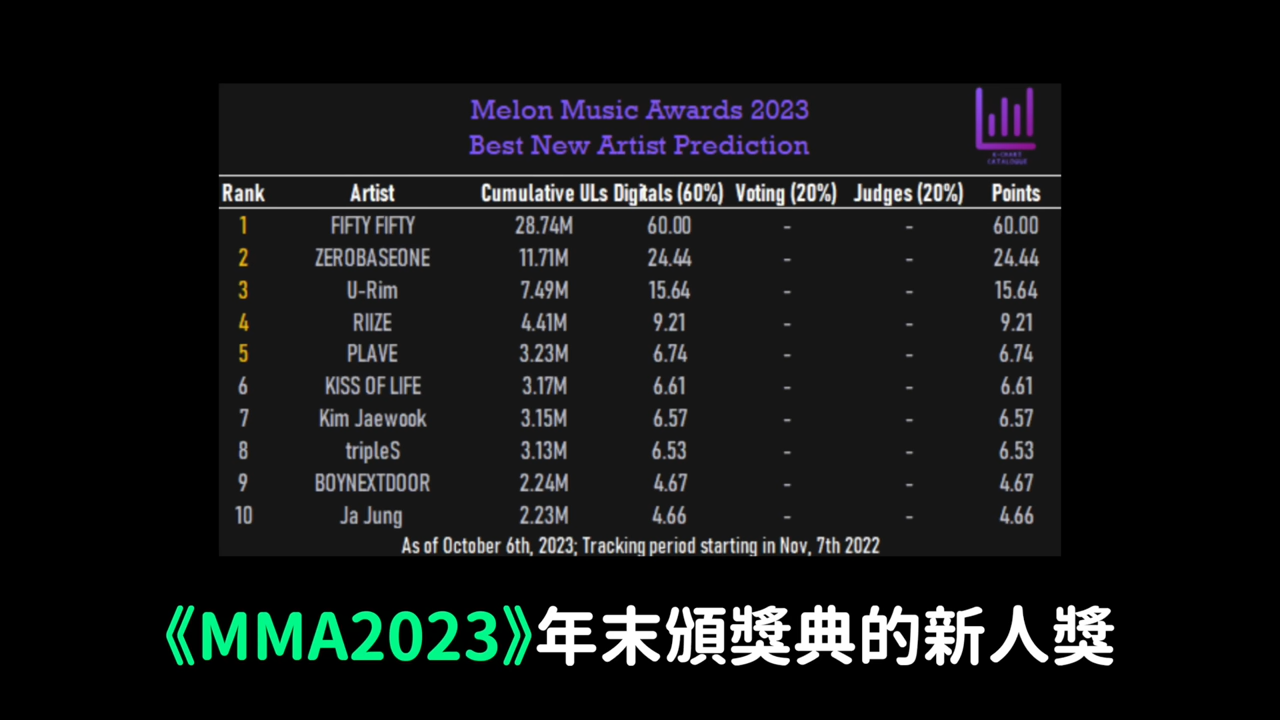 Melon Music Awards 2023
Best New Artist Prediction
K-CHART
CATALOGUE
Rank Artist Cumulative ULs Digitals (60%) Voting (20%) Judges (20%) Points
1 FIFTY FIFTY 28.74M 60.00 - - 60.00
2 ZEROBASEONE 11.71M 24.44 - - 24.44
3 U-Rim 7.49M 15.64 - - 15.64
4 RIIZE 4.41M 9.21 - - 9.21
5 PLAVE 3.23M 6.74 - - 6.74
6 KISS OF LIFE 3.17M 6.61 - - 6.61
7 Kim Jaewook 3.15M 6.57 - - 6.57
8 tripleS 3.13M 6.53 - - 6.53
9 BOYNEXTDOOR 2.24M 4.67 - - 4.67
10 Ja Jung 2.23M 4.66 - - 4.66
As of October 6th, 2023; Tracking period starting in Nov, 7th 2022
《MMA2023》年末頒獎典的新人獎